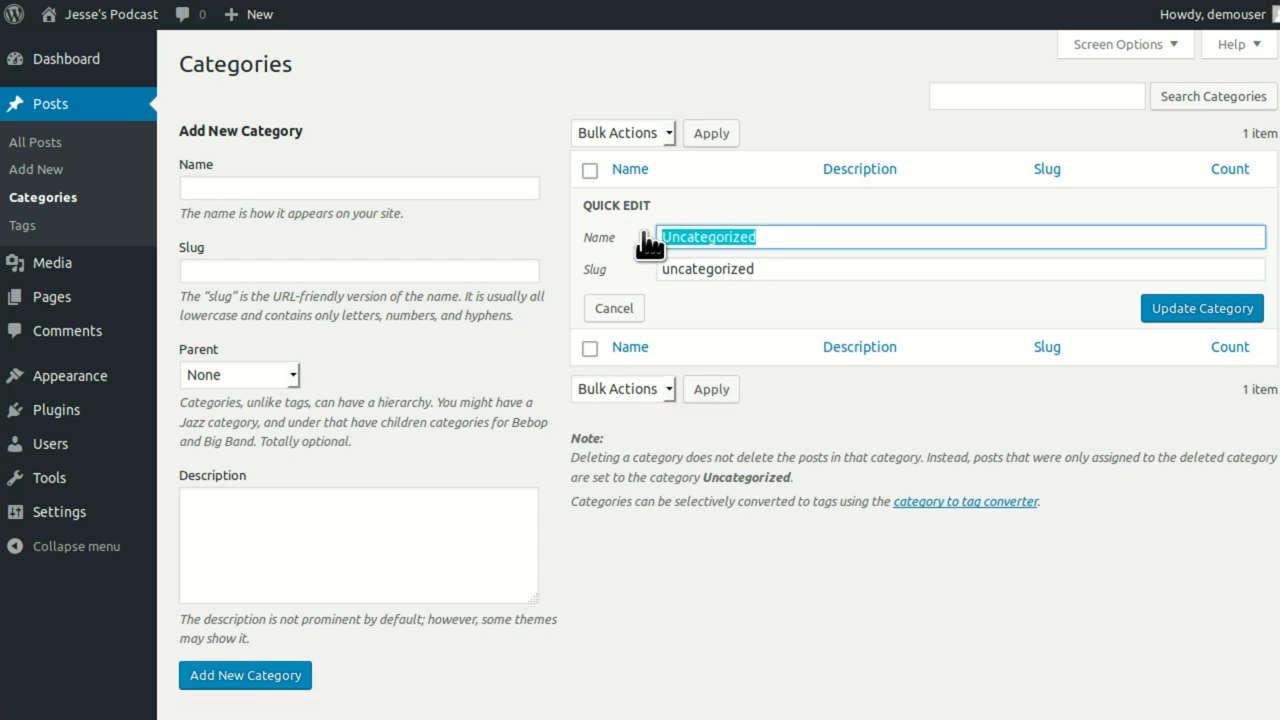 Jesse's Podcast 0 New Howdy, demouser
Screen Options Help
Dashboard
Posts
All Posts
Add New
Categories
Tags
Media
Pages
Comments
Appearance
Plugins
Users
Tools
Settings
Collapse menu
Categories
Search Categories
Add New Category
Name
The name is how it appears on your site.
Slug
The “slug” is the URL-friendly version of the name. It is usually all
lowercase and contains only letters, numbers, and hyphens.
Parent
None
Categories, unlike tags, can have a hierarchy. You might have a
Jazz category, and under that have children categories for Bebop
and Big Band. Totally optional.
Description
The description is not prominent by default; however, some themes
may show it.
Add New Category
Bulk Actions Apply 1 item
Name Description Slug Count
QUICK EDIT
Name Uncategorized
Slug uncategorized
Cancel Update Category
Name Description Slug Count
Bulk Actions Apply 1 item
Note:
Deleting a category does not delete the posts in that category. Instead, posts that were only assigned to the deleted category
are set to the category Uncategorized.
Categories can be selectively converted to tags using the category to tag converter.